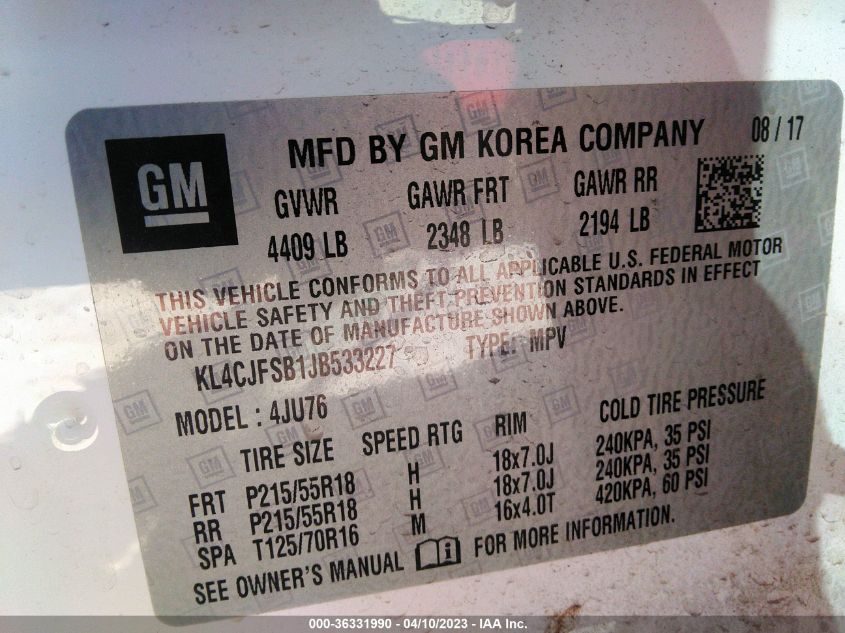 GM
MFD BY GM KOREA COMPANY 08 / 17
GVWR GAWR FRT GAWR RR
4409 LB 2348 LB 2194 LB
THIS VEHICLE CONFORMS TO ALL APPLICABLE U.S. FEDERAL MOTOR
VEHICLE SAFETY AND THEFT PREVENTION STANDARDS IN EFFECT
ON THE DATE OF MANUFACTURE SHOWN ABOVE.
KL4CJFSB1JB533227 TYPE: MPV
MODEL : 4JU76
TIRE SIZE SPEED RTG RIM COLD TIRE PRESSURE
FRT P215/55R18 H 18x7.0J 240KPA, 35 PSI
RR P215/55R18 H 18x7.0J 240KPA, 35 PSI
SPA T125/70R16 M 16x4.0T 420KPA, 60 PSI
SEE OWNER'S MANUAL FOR MORE INFORMATION.
000-36331990 - 04/10/2023 - IAA Inc.